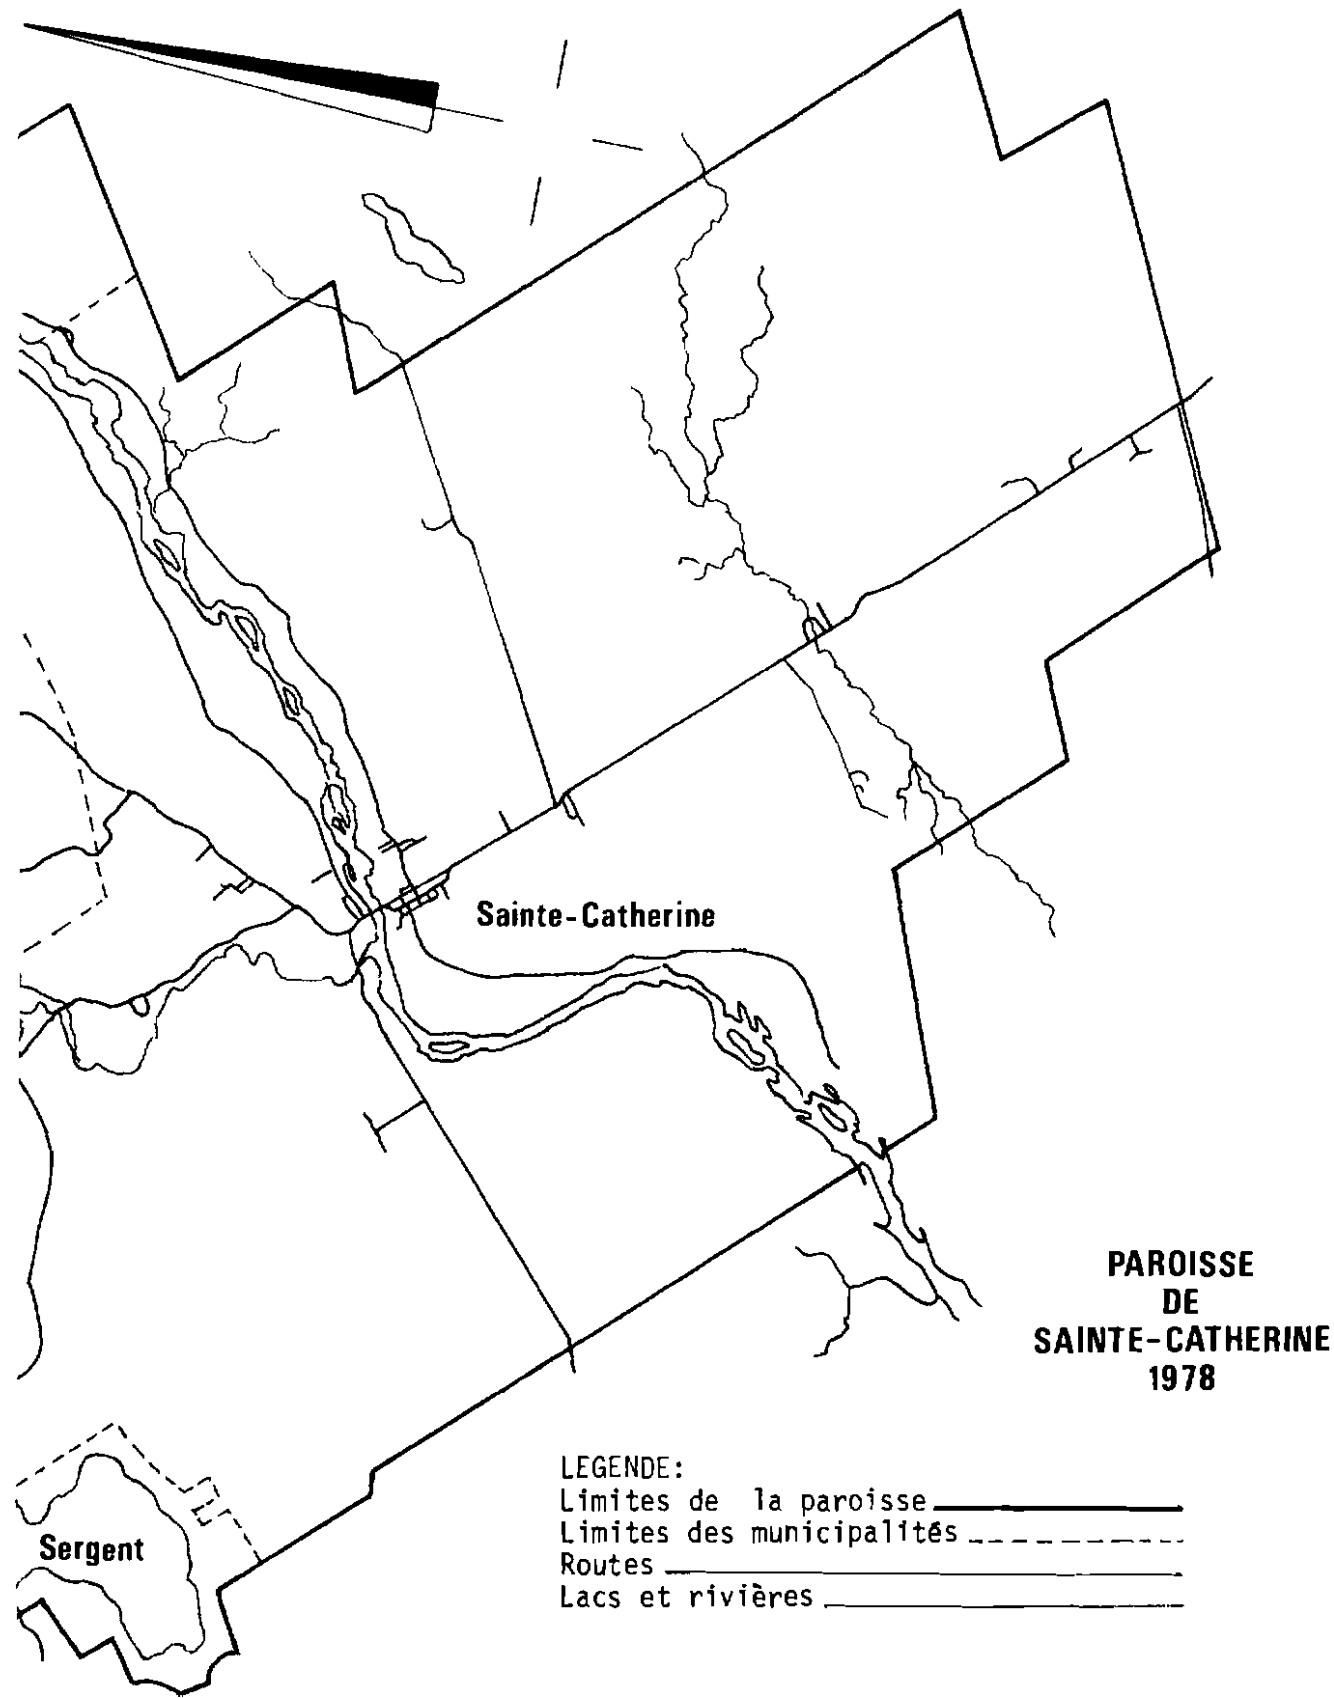 Sainte-Catherine
PAROISSE
DE
SAINTE-CATHERINE
1978
LEGENDE:
Limites de la paroisse
Limites des municipalités
Routes
Lacs et rivières
Sergent